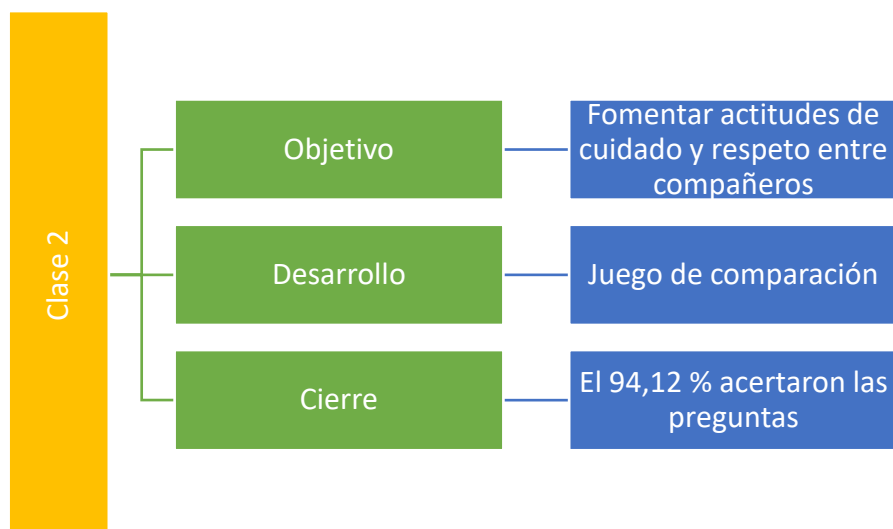 Clase 2
Objetivo
Fomentar actitudes de
cuidado y respeto entre
compañeros
Desarrollo
Juego de comparación
Cierre
El 94,12 % acertaron las
preguntas